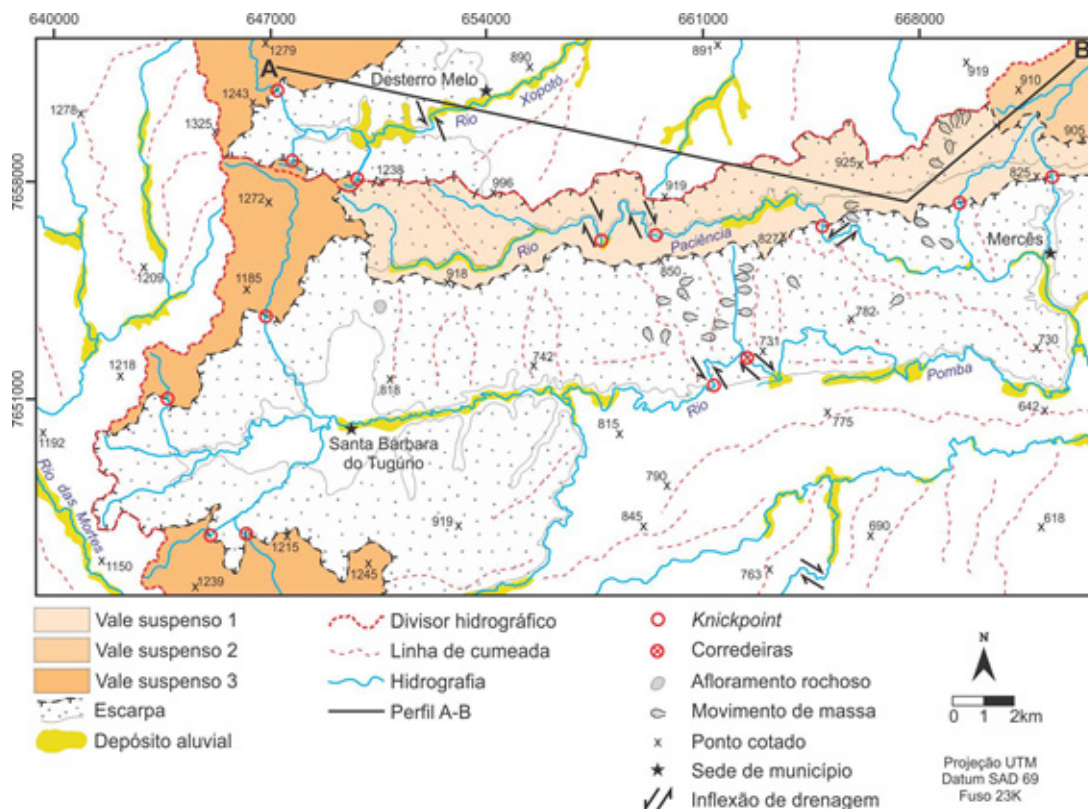 640000 647000 654000 661000 668000
1279 890 891 B
A Desterro Melo 919 910
1243 Xopotó
1278 Rio
1325 909
7658000 1238 925 825
996 919
1272
Rio Paciência 827 Mercês
1209 1185 918 850
782
1218 742 731 730
818
7651000 Rio Pomba
1192 815 775 642
Santa Bárbara
do Tugúrio
Rio das Mortes 790
919 845 690 618
1150 1215
1239 1245 763
Vale suspenso 1
Vale suspenso 2
Vale suspenso 3
Escarpa
Depósito aluvial
Divisor hidrográfico
Linha de cumeada
Hidrografia
Perfil A-B
Knickpoint
Corredeiras
Afloramento rochoso
Movimento de massa
Ponto cotado
Sede de município
Inflexão de drenagem
N
0 1 2km
Projeção UTM
Datum SAD 69
Fuso 23K